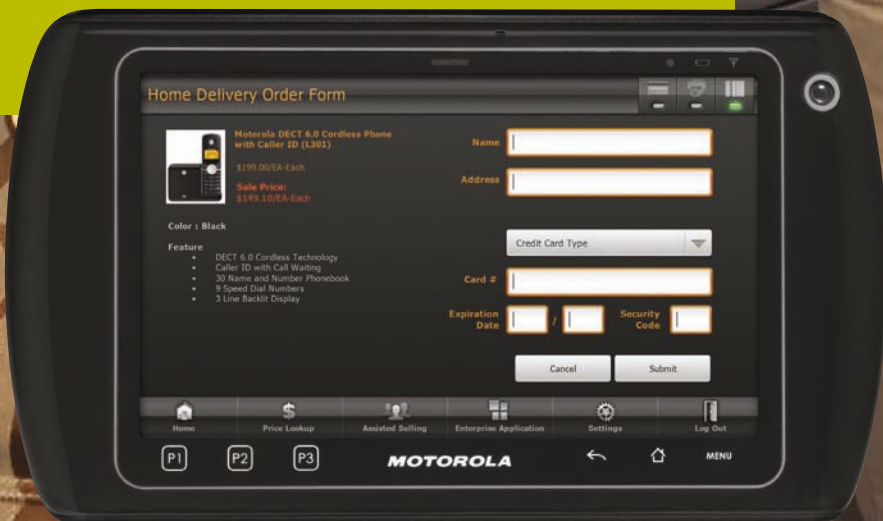 Home Delivery Order Form
Motorola DECT 6.0 Cordless Phone
with Caller ID (L301)
$199.00/EA-Each
Sale Price:
$149.10/EA-Each
Color : Black
Feature
DECT 6.0 Cordless Technology
Caller ID with Call Waiting
30 Name and Number Phonebook
9 Speed Dial Numbers
3 Line Backlit Display
Name
Address
Credit Card Type
Card #
Expiration
Date
/
Security
Code
Cancel
Submit
Home
Price Lookup
Assisted Selling
Enterprise Application
Settings
Log Out
P1
P2
P3
MOTOROLA
MENU